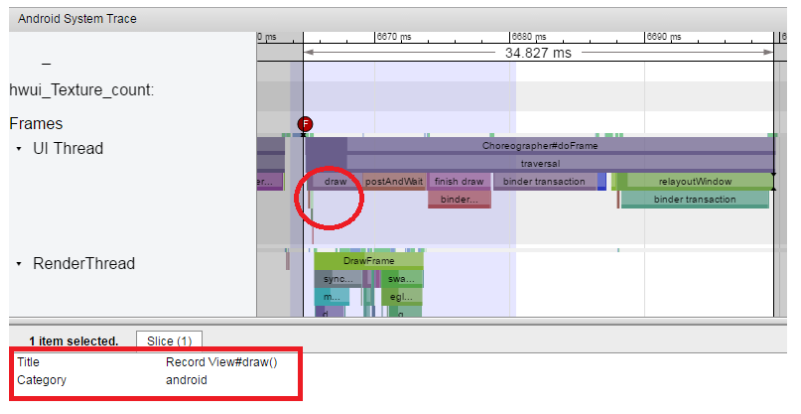 Android System Trace
0 ms 6670 ms 6680 ms 6690 ms 6
34.827 ms
_
hwui_Texture_count:
Frames
F
UI Thread
Choreographer#doFrame
traversal
er... draw postAndWait finish draw binder transaction relayoutWindow
binder... binder transaction
RenderThread
DrawFrame
sync... swa...
m... egl...
1 item selected. Slice (1)
Title Record View#draw()
Category android